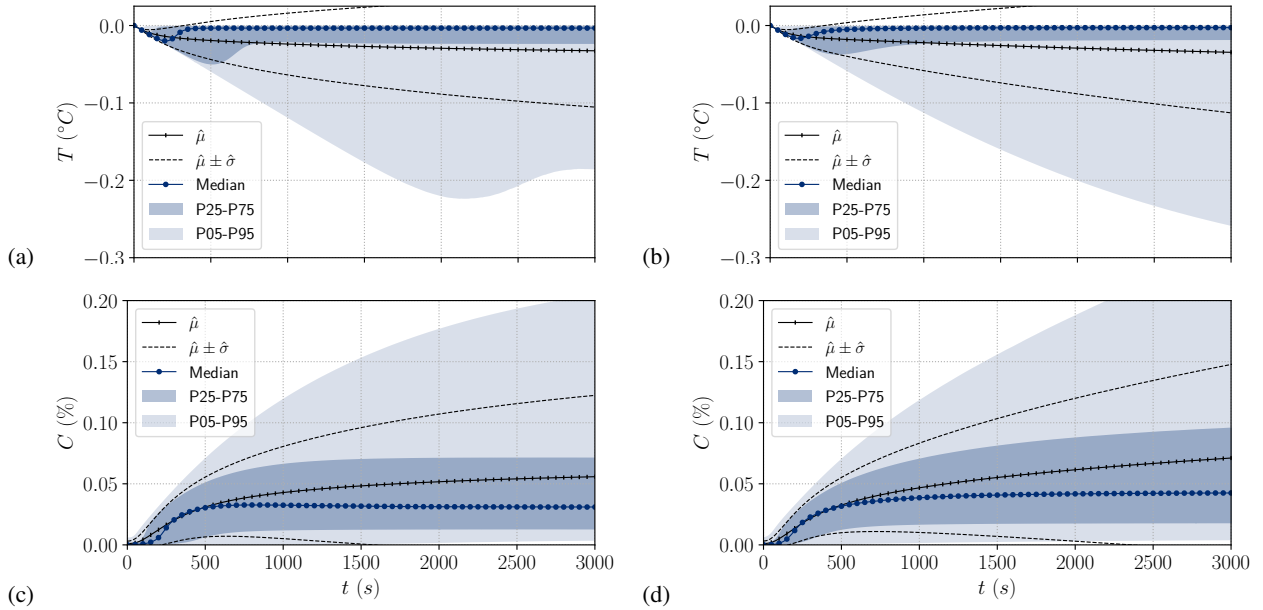 0.0
−0.1
−0.2
−0.3
T (°C)
μ̂
μ̂ ± σ̂
Median
P25-P75
P05-P95
(a)
0.0
−0.1
−0.2
−0.3
T (°C)
μ̂
μ̂ ± σ̂
Median
P25-P75
P05-P95
(b)
0.20
0.15
0.10
0.05
0.00
C (%)
μ̂
μ̂ ± σ̂
Median
P25-P75
P05-P95
0 500 1000 1500 2000 2500 3000
t (s)
(c)
0.20
0.15
0.10
0.05
0.00
C (%)
μ̂
μ̂ ± σ̂
Median
P25-P75
P05-P95
0 500 1000 1500 2000 2500 3000
t (s)
(d)